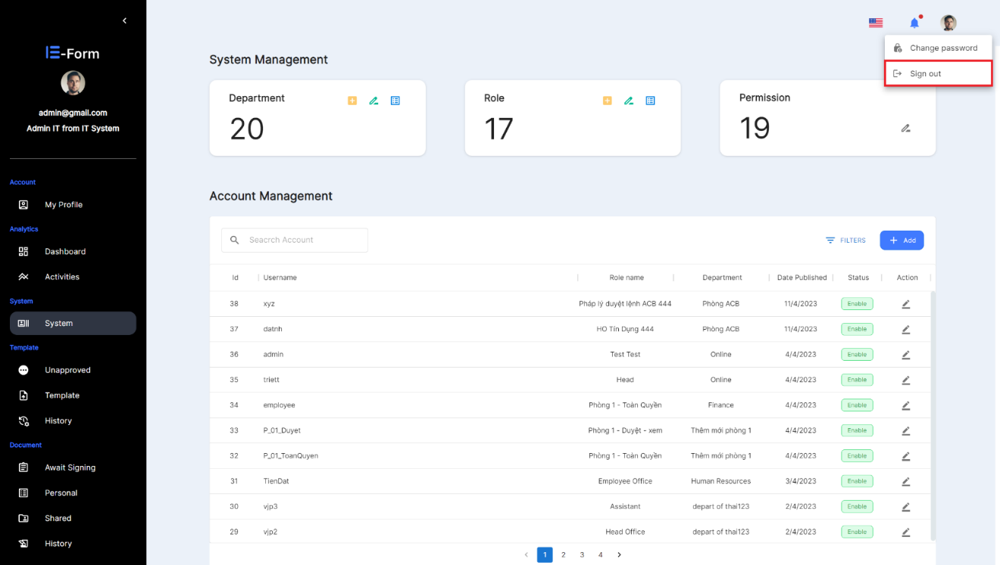 E-Form
admin@gmail.com
Admin IT from IT System
Account
My Profile
Analytics
Dashboard
Activities
System
System
Template
Unapproved
Template
History
Document
Await Signing
Personal
Shared
History
Change password
Sign out
System Management
Department
20
Role
17
Permission
19
Account Management
Seacrch Account
FILTERS
+ Add
Id Username Role name Department Date Published Status Action
38 xyz Pháp lý duyệt lệnh ACB 444 Phòng ACB 11/4/2023 Enable
37 datnh HO Tín Dụng 444 Phòng ACB 11/4/2023 Enable
36 admin Test Test Online 4/4/2023 Enable
35 triett Head Online 4/4/2023 Enable
34 employee Phòng 1 - Toàn Quyền Finance 4/4/2023 Enable
33 P_01_Duyet Phòng 1 - Duyệt - xem Thêm mới phòng 1 4/4/2023 Enable
32 P_01_ToanQuyen Phòng 1 - Toàn Quyền Thêm mới phòng 1 4/4/2023 Enable
31 TienDat Employee Office Human Resources 3/4/2023 Enable
30 vjp3 Assistant depart of thai123 2/4/2023 Enable
29 vjp2 Head Office depart of thai123 2/4/2023 Enable
1 2 3 4